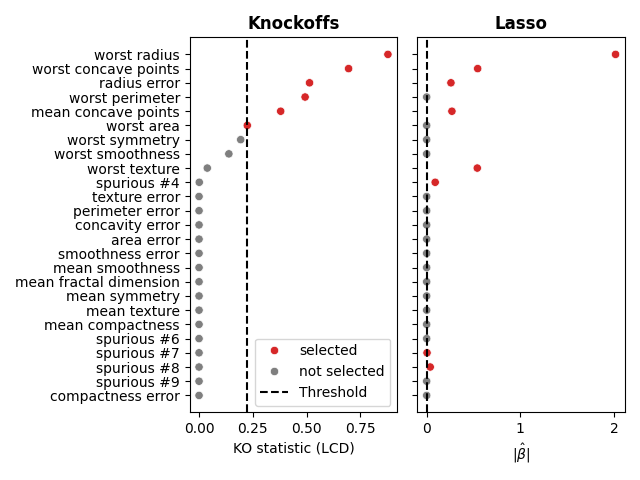 Knockoffs
Lasso
worst radius
worst concave points
radius error
worst perimeter
mean concave points
worst area
worst symmetry
worst smoothness
worst texture
spurious #4
texture error
perimeter error
concavity error
area error
smoothness error
mean smoothness
mean fractal dimension
mean symmetry
mean texture
mean compactness
spurious #6
spurious #7
spurious #8
spurious #9
compactness error
selected
not selected
Threshold
0.00 0.25 0.50 0.75
KO statistic (LCD)
0 1 2
|β̂|